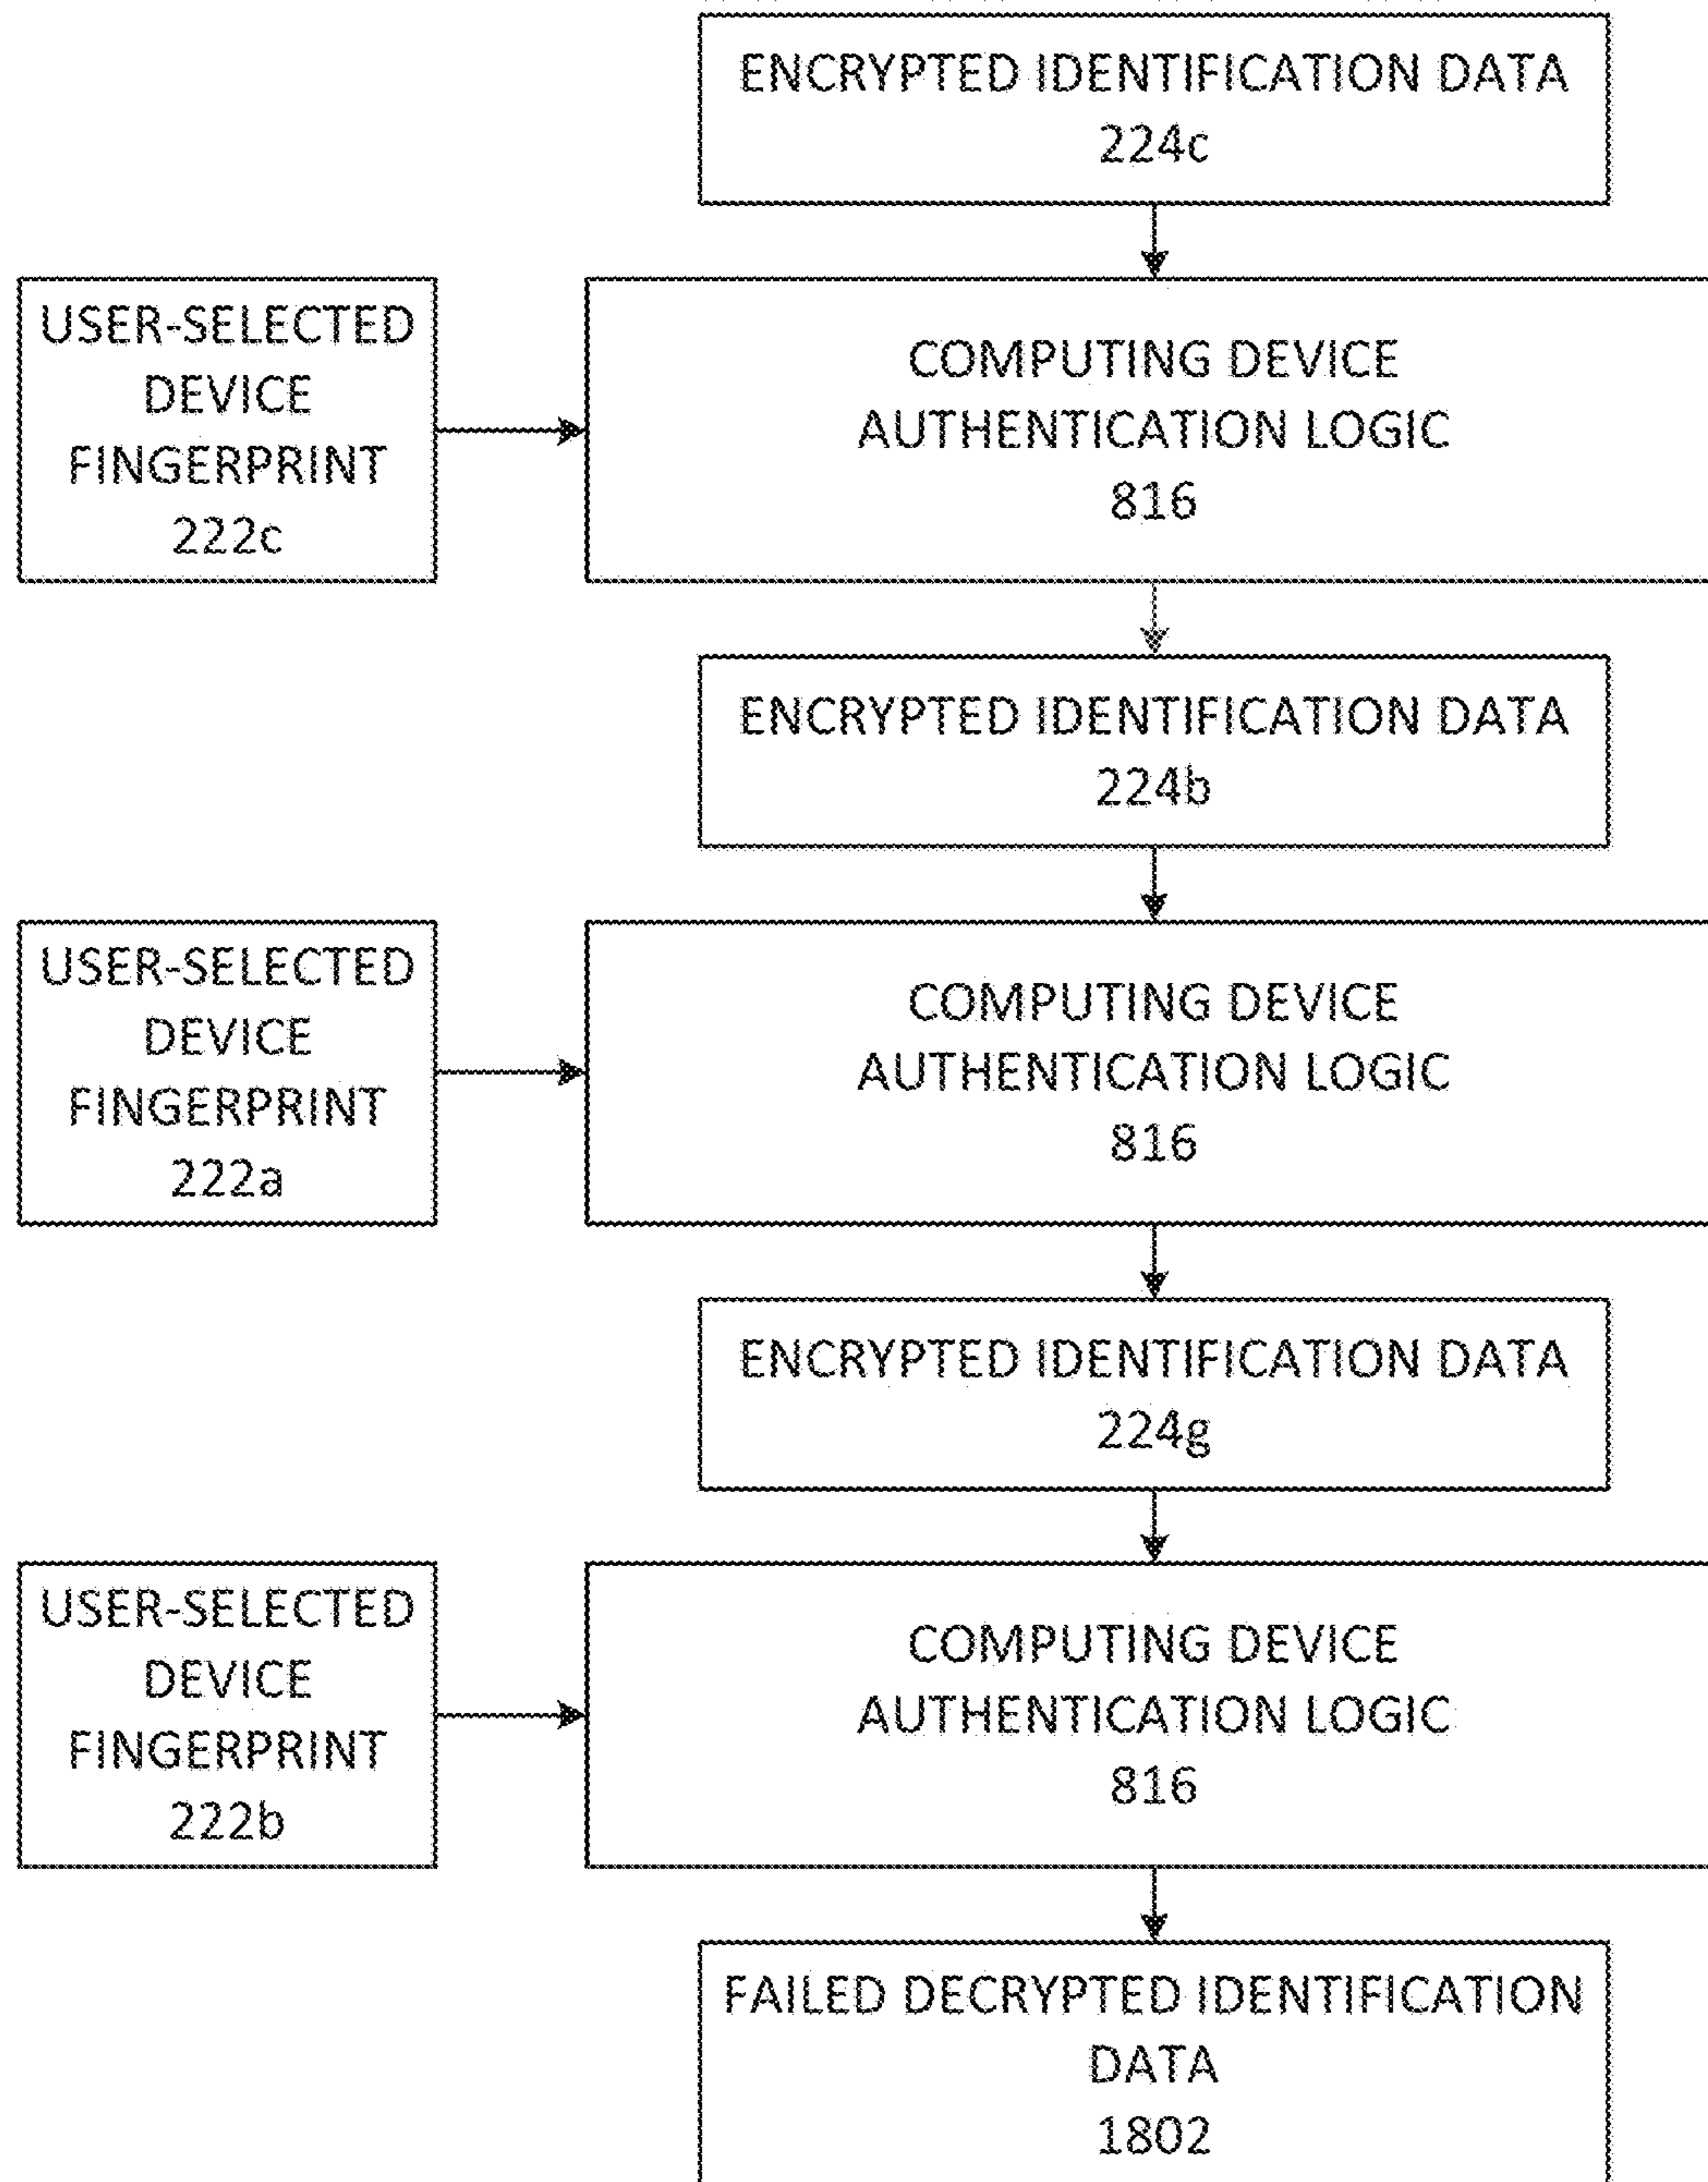 ENCRYPTED IDENTIFICATION DATA
224c
USER-SELECTED
DEVICE
FINGERPRINT
222c
COMPUTING DEVICE
AUTHENTICATION LOGIC
816
ENCRYPTED IDENTIFICATION DATA
224b
USER-SELECTED
DEVICE
FINGERPRINT
222a
COMPUTING DEVICE
AUTHENTICATION LOGIC
816
ENCRYPTED IDENTIFICATION DATA
224g
USER-SELECTED
DEVICE
FINGERPRINT
222b
COMPUTING DEVICE
AUTHENTICATION LOGIC
816
FAILED DECRYPTED IDENTIFICATION
DATA
1802